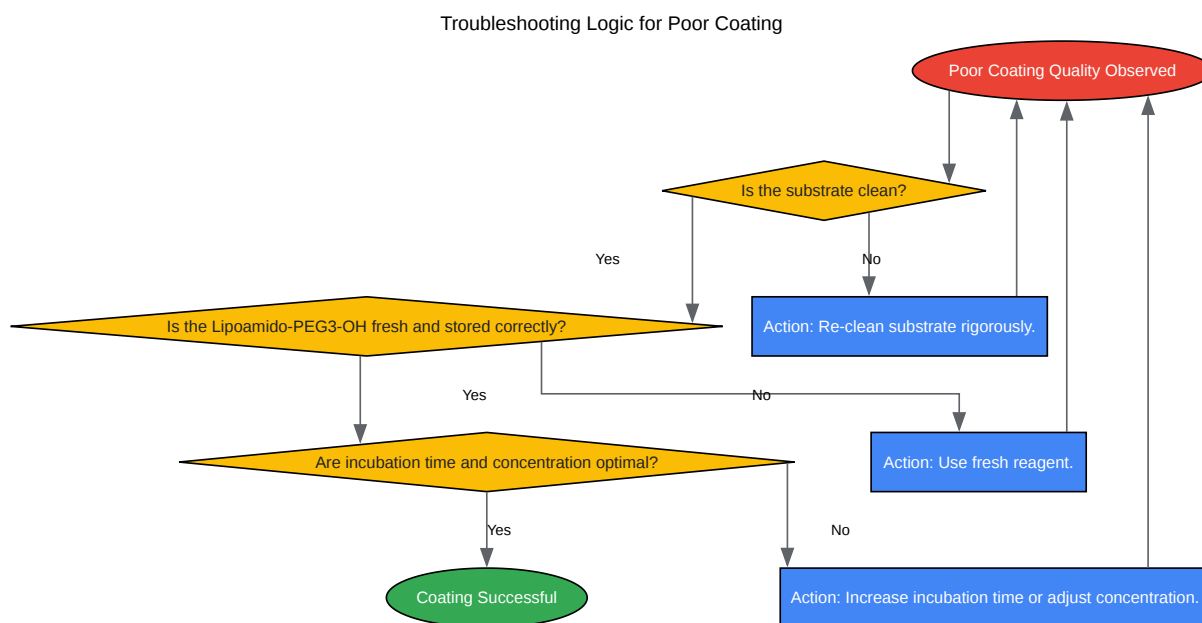 Troubleshooting Logic for Poor Coating
Poor Coating Quality Observed
Is the substrate clean?
Yes
No
Is the Lipoamido-PEG3-OH fresh and stored correctly?
Action: Re-clean substrate rigorously.
Yes
No
Are incubation time and concentration optimal?
Action: Use fresh reagent.
Yes
No
Coating Successful
Action: Increase incubation time or adjust concentration.